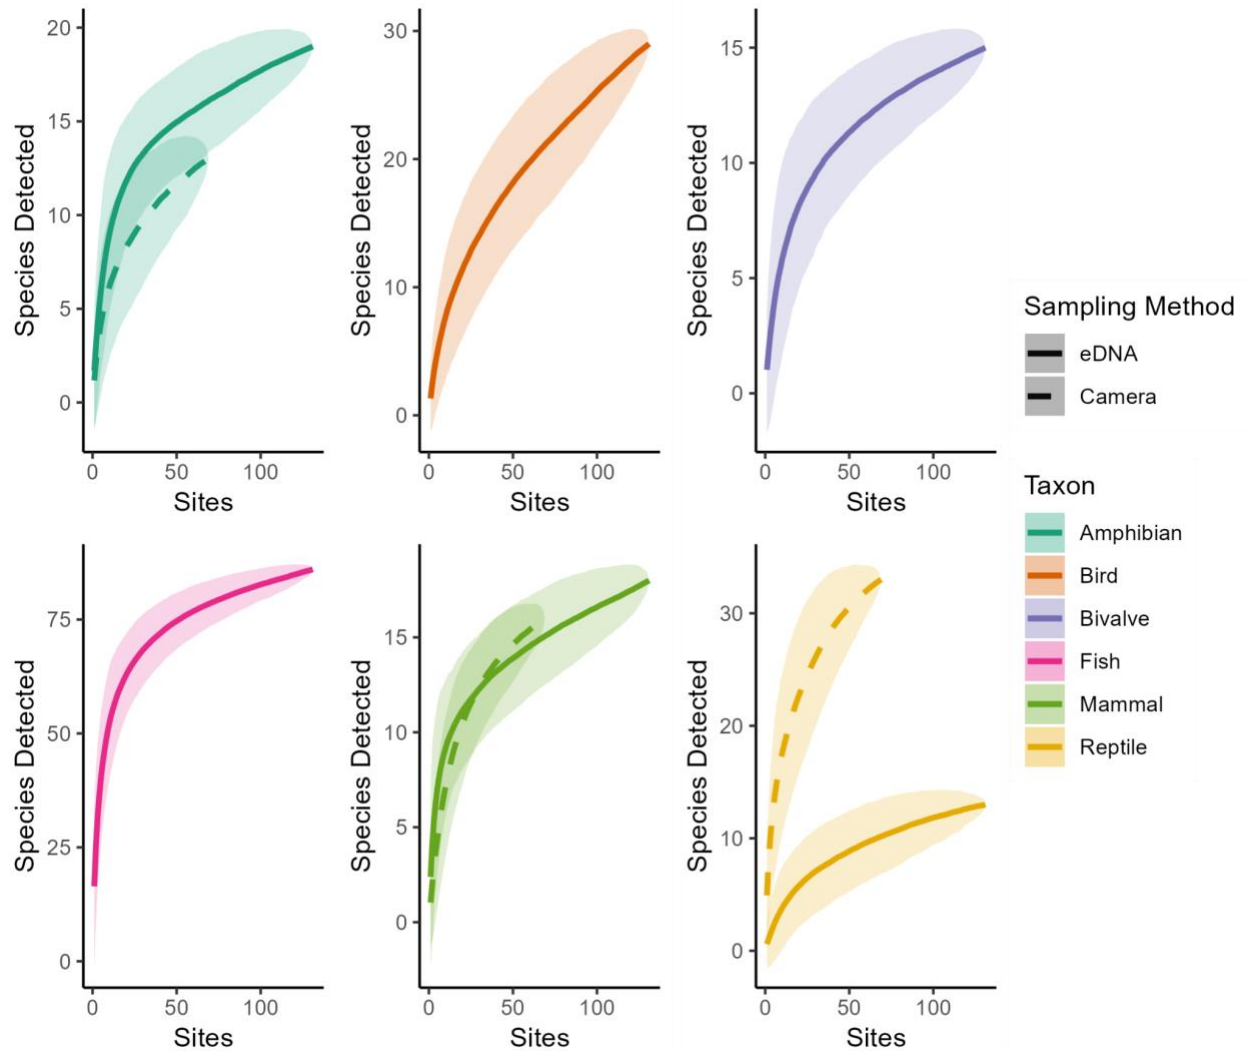 Species Detected
20
15
10
5
0
0 50 100
Sites
Species Detected
30
20
10
0
0 50 100
Sites
Species Detected
15
10
5
0
0 50 100
Sites
Species Detected
75
50
25
0
0 50 100
Sites
Species Detected
15
10
5
0
0 50 100
Sites
Species Detected
30
20
10
0
0 50 100
Sites
Sampling Method
eDNA
Camera
Taxon
Amphibian
Bird
Bivalve
Fish
Mammal
Reptile